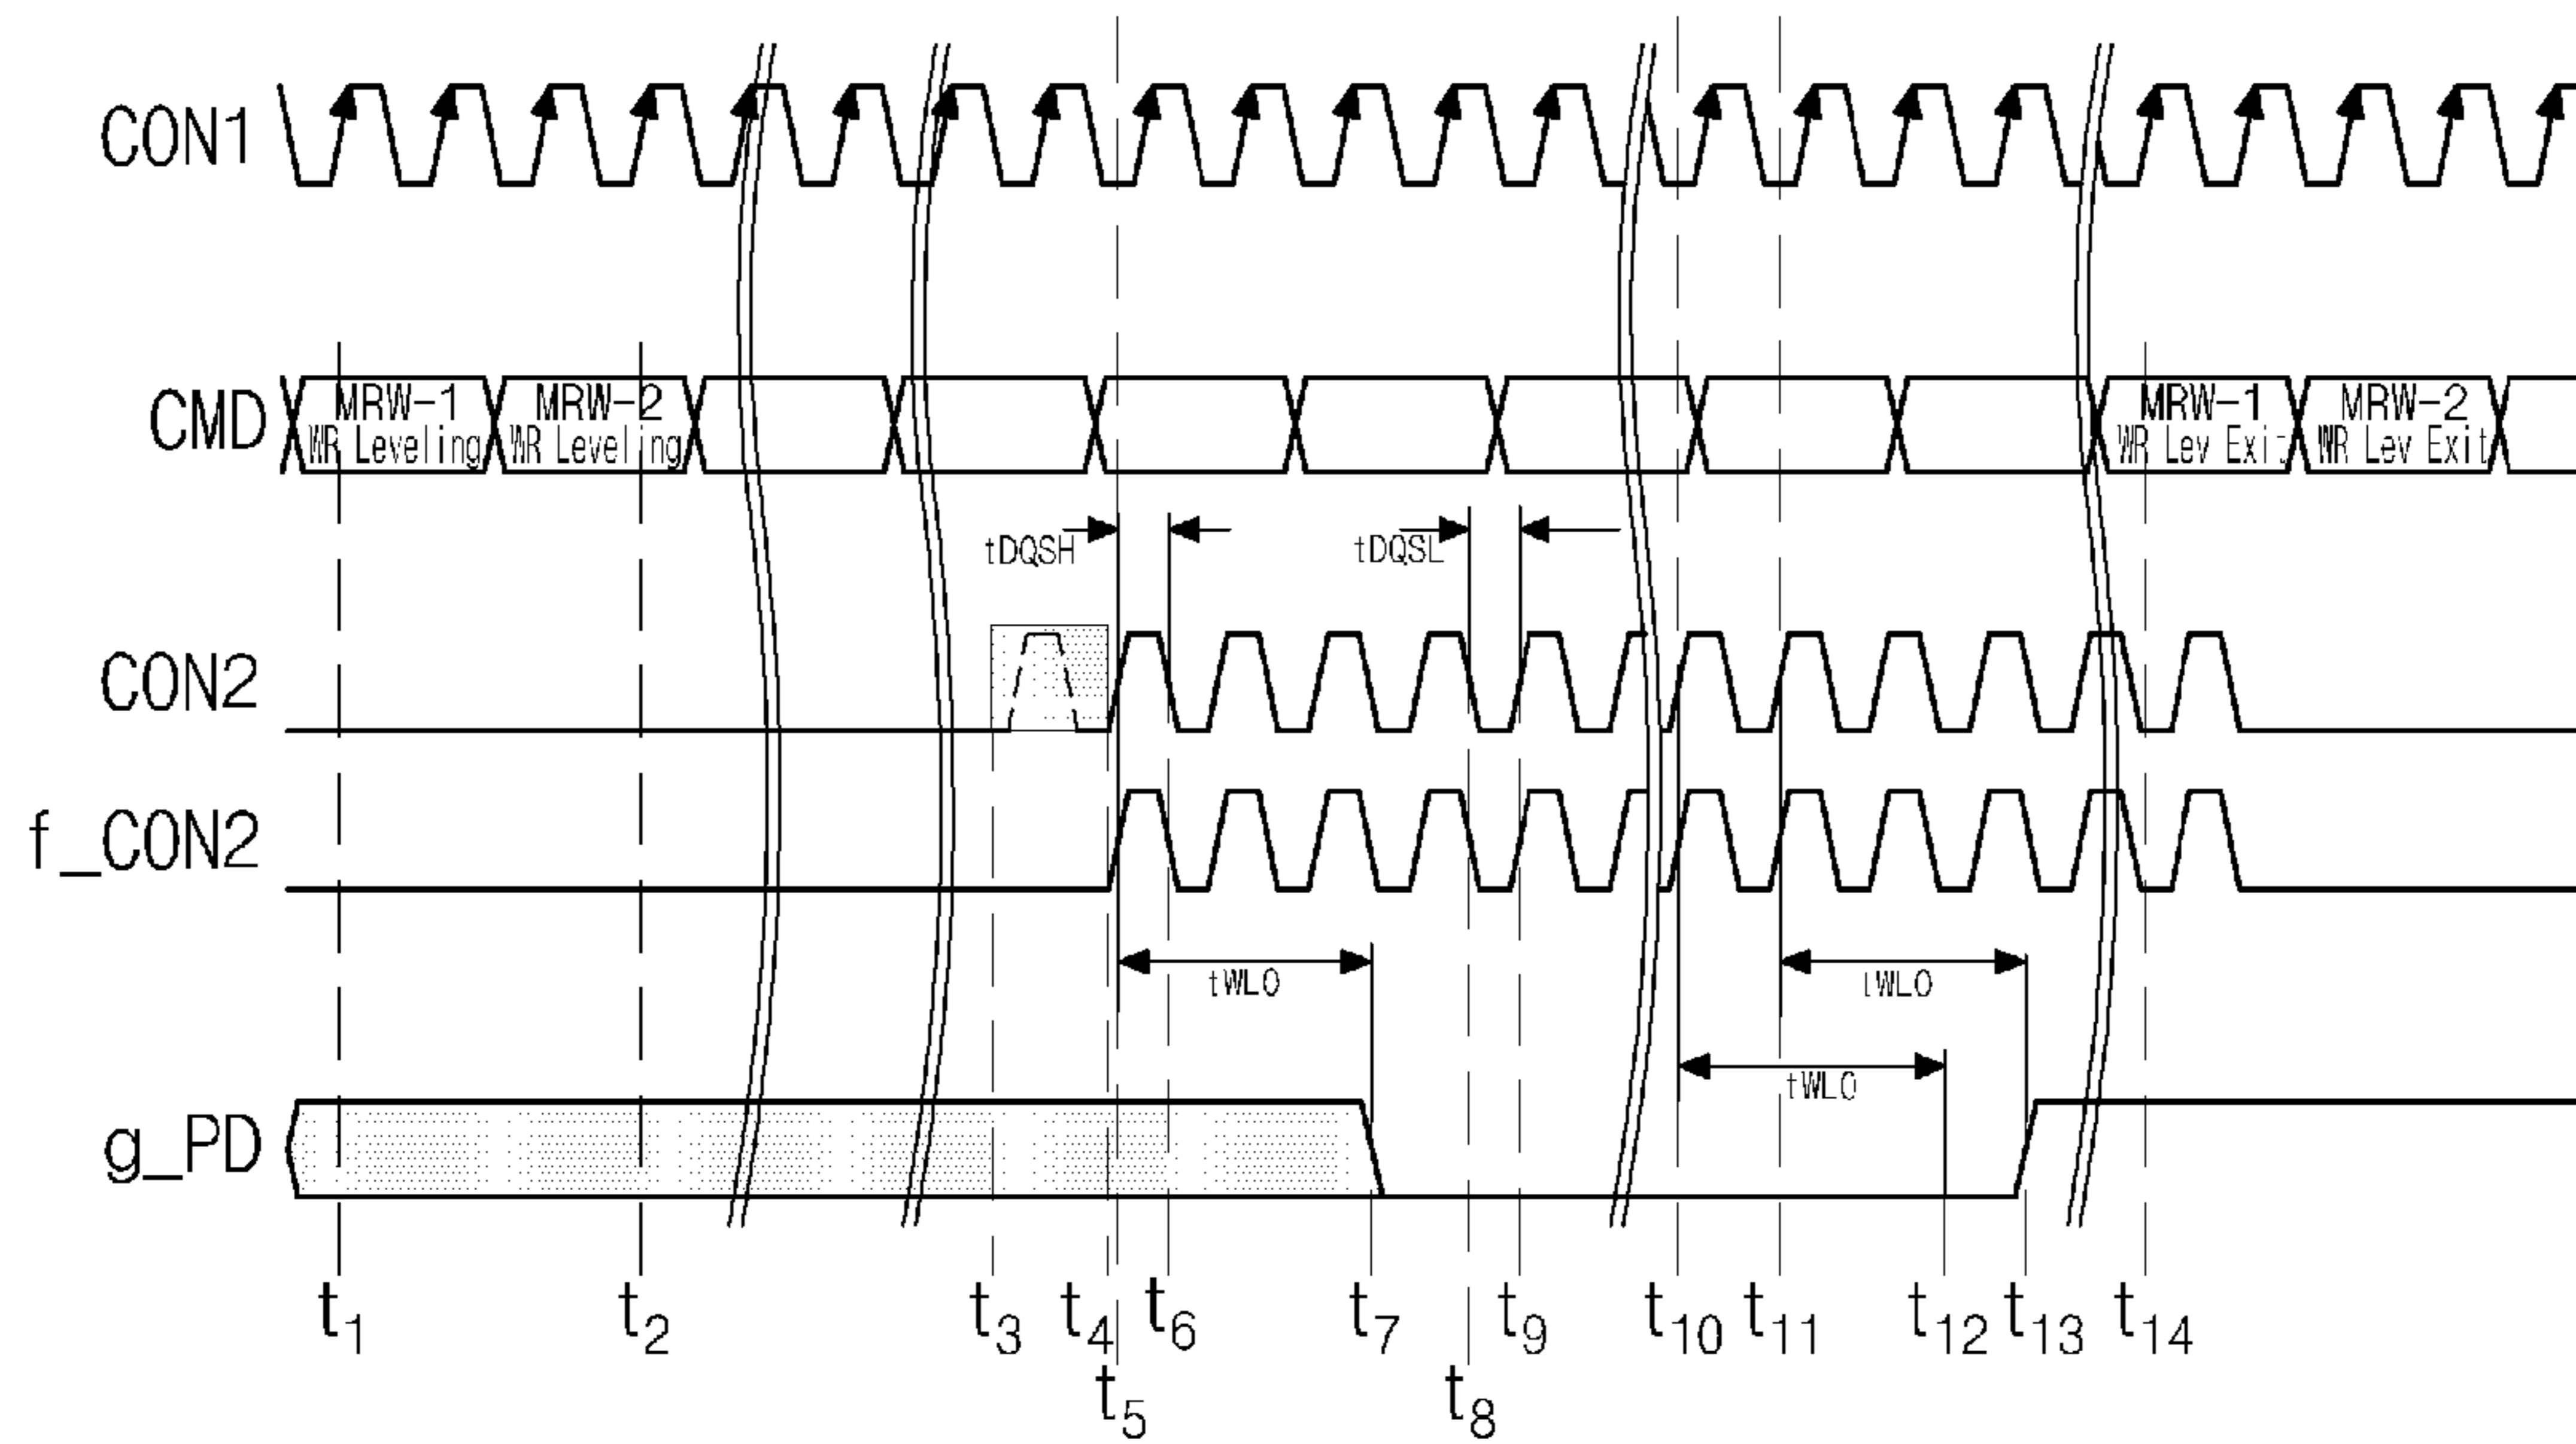 CON1
CMD
MRW-1
WR Leveling
MRW-2
WR Leveling
MRW-1
WR Lev Exit
MRW-2
WR Lev Exit
tDQSH
tDQSL
CON2
f_CON2
tWLO
tWLO
tWLO
g_PD
t1 t2 t3 t4 t6 t7 t9 t10 t11 t12 t13 t14
t5 t8